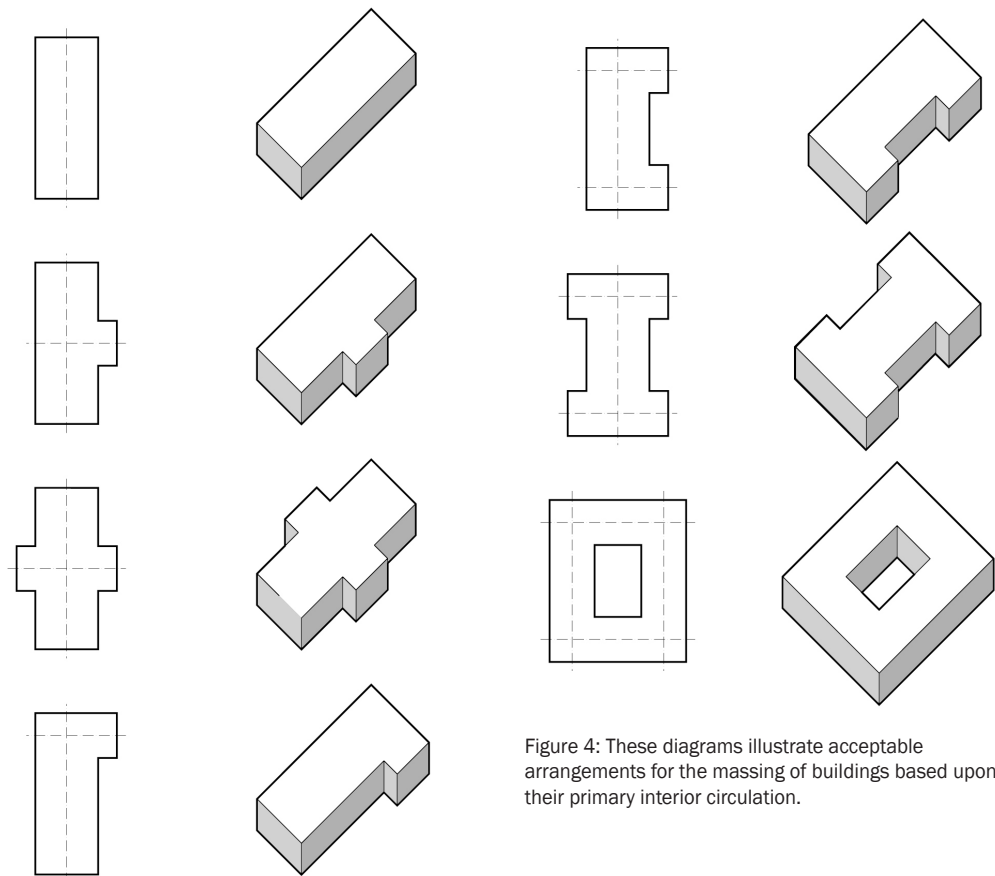 Figure 4: These diagrams illustrate acceptable
arrangements for the massing of buildings based upon
their primary interior circulation.